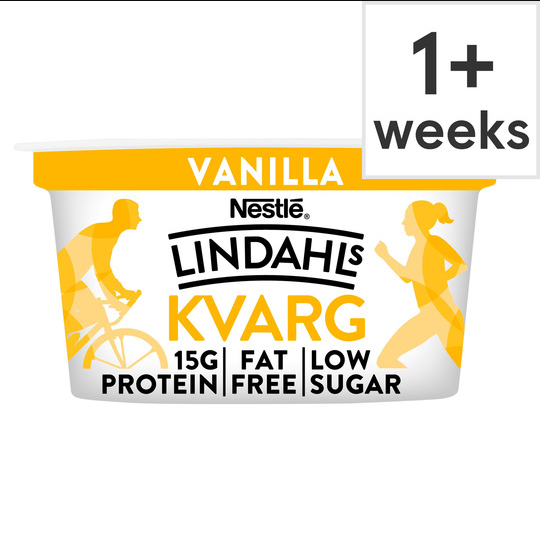 1+
weeks
VANILLA
Nestlé®
LINDAHLs
KVARG
15G PROTEIN
FAT FREE
LOW SUGAR